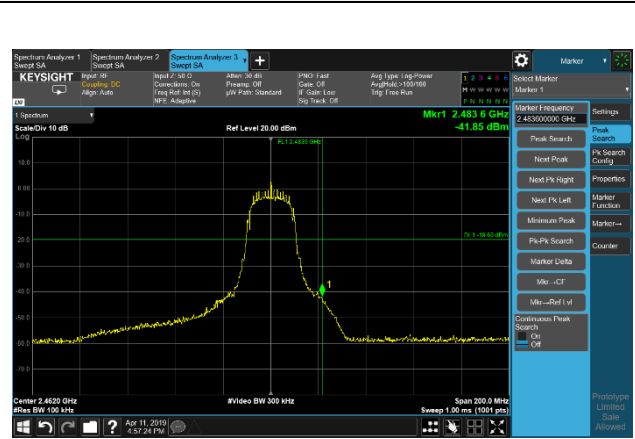 Spectrum Analyzer 1
Swept SA
Spectrum Analyzer 2
Swept SA
Spectrum Analyzer 3
Swept SA
Marker
KEYSIGHT
Input: RF
Coupling: DC
Align: Auto
Input Z: 50 Ω
Corrections: On
Freq Ref: Int (S)
NFE: Adaptive
Atten: 30 dB
Preamp: Off
µW Path: Standard
PNO: Fast
Gate: Off
IF Gain: Low
Sig Track: Off
Avg Type: Log-Power
Avg|Hold:>100/100
Trig: Free Run
1 2 3 4 5 6
M W W W W W
P N N N N N
Select Marker
Marker 1
1 Spectrum
Scale/Div 10 dB
Ref Level 20.00 dBm
Mkr1 2.483 6 GHz
-41.85 dBm
Log
10.0
0.00
-10.0
-20.0
-30.0
-40.0
-50.0
-60.0
-70.0
1
Center 2.4620 GHz
#Res BW 100 kHz
#Video BW 300 kHz
Span 200.0 MHz
Sweep 1.00 ms (1001 pts)
Marker Frequency
2.483600000 GHz
Peak Search
Next Peak
Next Pk Right
Next Pk Left
Minimum Peak
Pk-Pk Search
Marker Delta
Mkr→CF
Mkr→Ref Lvl
Continuous Peak
Search
On
Off
Settings
Peak
Search
Pk Search
Config
Properties
Marker
Function
Marker→
Counter
Prototype
Limited
Sale
Allowed
?
Apr 11, 2019
4:57:24 PM